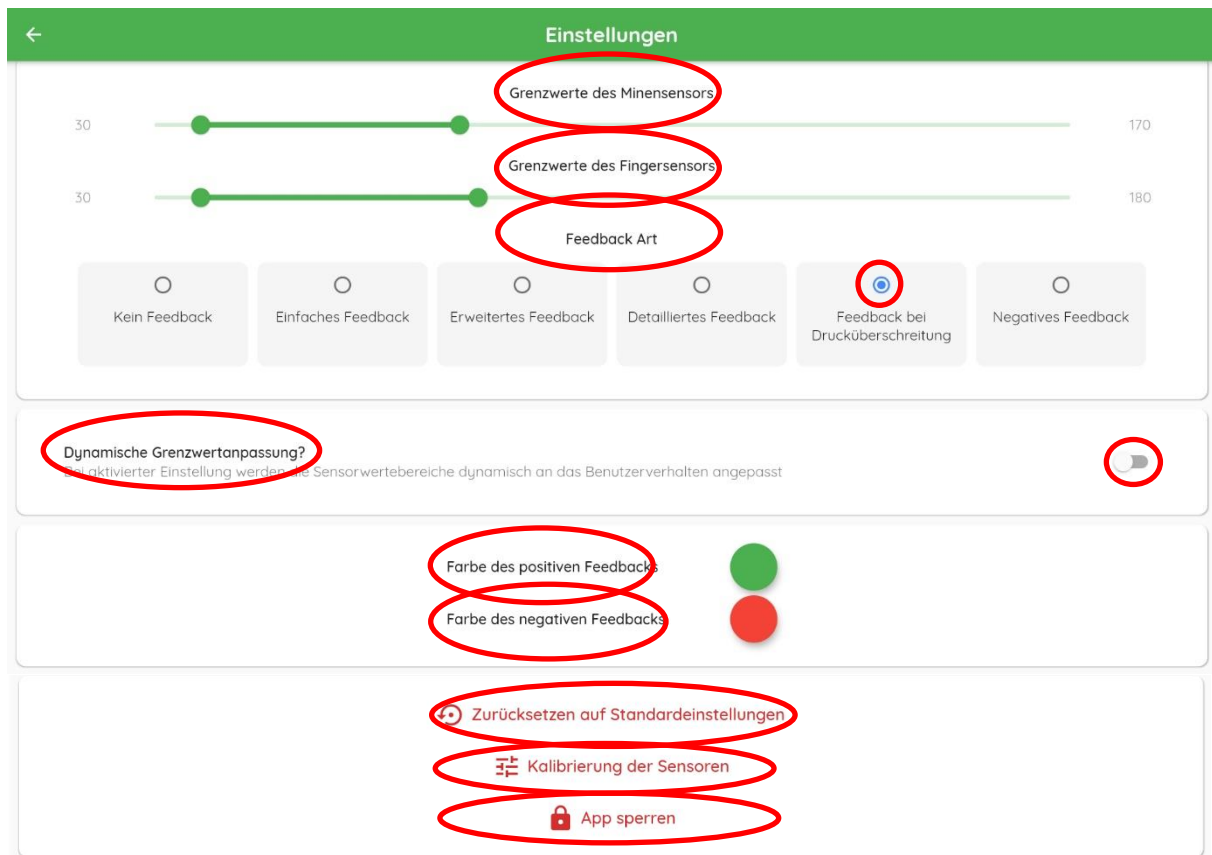 Einstellungen
Grenzwerte des Minensensors
30
170
Grenzwerte des Fingersensors
30
180
Feedback Art
Kein Feedback
Einfaches Feedback
Erweitertes Feedback
Detailliertes Feedback
Feedback bei
Drucküberschreitung
Negatives Feedback
Dynamische Grenzwertanpassung?
Bei aktivierter Einstellung werden die Sensorwertebereiche dynamisch an das Benutzerverhalten angepasst
Farbe des positiven Feedbacks
Farbe des negativen Feedbacks
Zurücksetzen auf Standardeinstellungen
Kalibrierung der Sensoren
App sperren